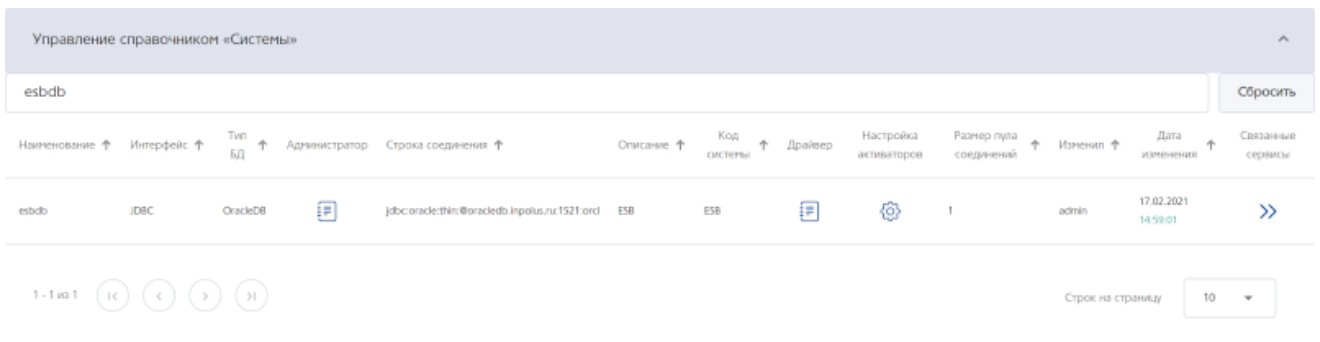 Управление справочником «Системы»
esbdb
Сбросить
Наименование Интерфейс Тип БД Администратор Строка соединения Описание Код системы Драйвер Настройка активаторов Размер пула соединений Изменил Дата изменения Связанные сервисы
esbdb JDBC OracleDB jdbc:oracle:thin:@oracledb.inpolus.ru:1521:orcl ESB ESB 1 admin 17.02.2021 14:59:01
1 - 1 из 1
Строк на страницу 10